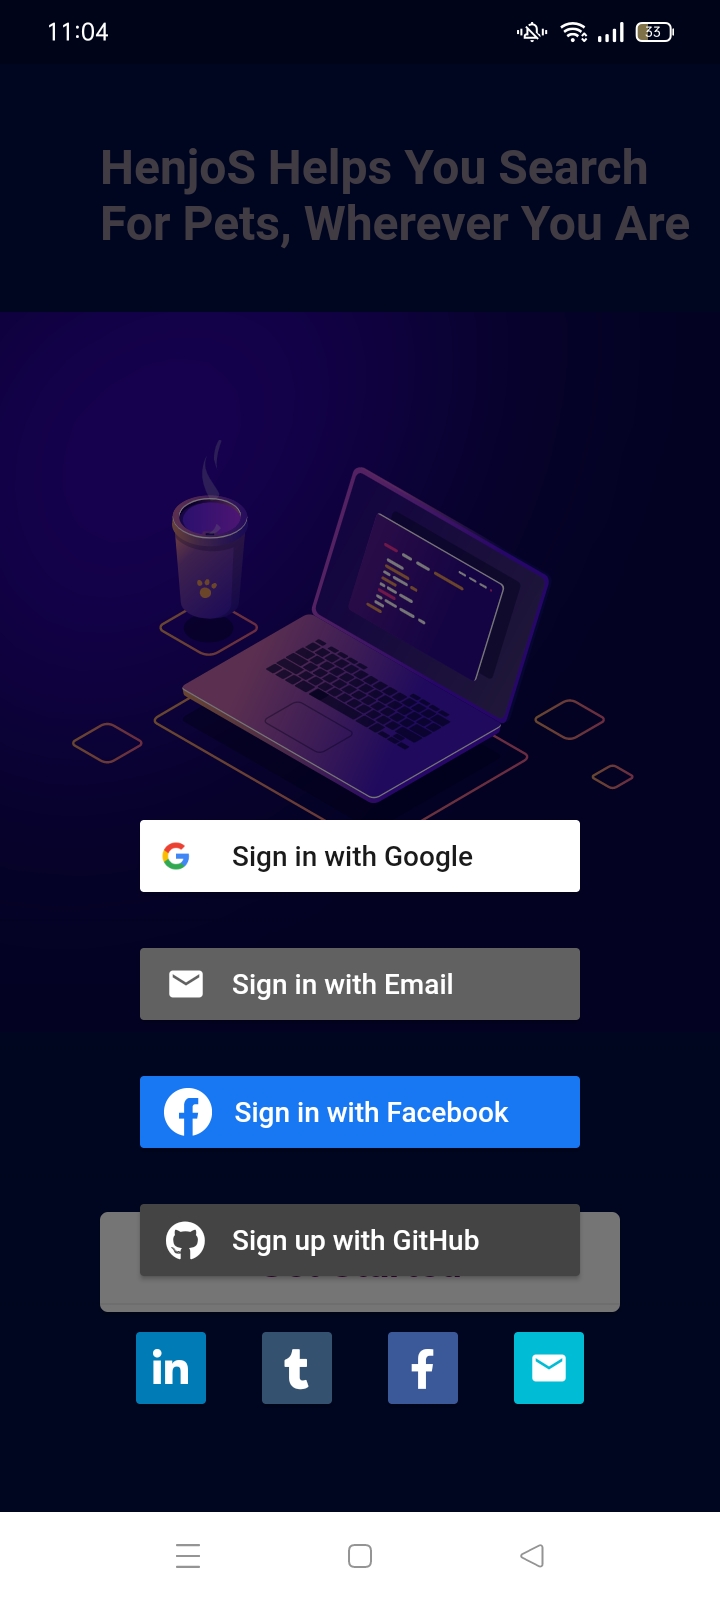 11:04
33
HenjoS Helps You Search
For Pets, Wherever You Are
Sign in with Google
Sign in with Email
Sign in with Facebook
Sign up with GitHub
in
t
f